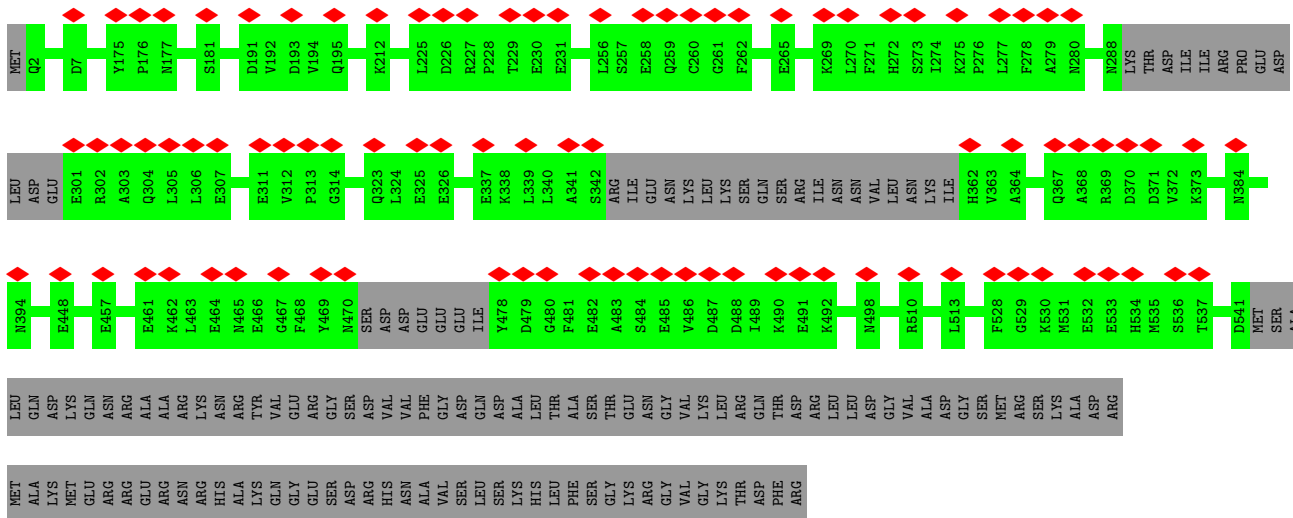 MET Q2 D7 Y175 P176 N177 S181 D191 V192 D193 V194 Q195 K212 L225 D226 R227 P228 T229 E230 E231 L256 S257 E258 Q259 C260 G261 F262 E265 K269 L270 F271 H272 S273 I274 K275 P276 L277 F278 A279 N280 N288 LYS THR ASP ILE ILE ARG PRO GLU ASP
LEU ASP GLU E301 R302 A303 Q304 L305 L306 E307 E311 V312 P313 G314 Q323 L324 E325 E326 E337 K338 L339 L340 A341 S342 ARG ILE GLU ASN LYS LEU LYS SER GLN SER ARG ILE ASN ASN VAL LEU ASN LYS ILE H362 V363 A364 Q367 A368 R369 D370 D371 V372 K373 N384
N394 E448 E457 E461 K462 L463 E464 N465 E466 G467 F468 Y469 N470 SER ASP ASP GLU GLU GLU ILE Y478 D479 G480 F481 E482 A483 S484 E485 V486 D487 D488 I489 K490 E491 K492 N498 R510 L513 F528 G529 K530 M531 E532 E533 H534 M535 S536 T537 D541 MET SER ALA
LEU GLN ASP LYS GLN ASN ARG ALA ALA ARG LYS ASN ARG TYR VAL GLU ARG GLY SER ASP VAL VAL PHE GLY ASP GLN ASP ALA LEU THR ALA SER THR GLU ASN GLY VAL LYS LEU ARG GLN THR ASP ARG LEU LEU ASP GLY VAL ALA ASP GLY SER MET ARG SER LYS ALA ASP ARG
MET ALA LYS MET GLU ARG ARG GLU ARG ASN ARG HIS ALA LYS GLN GLY GLU SER ASP ARG HIS ASN ALA VAL SER LEU SER LYS HIS LEU PHE SER GLY LYS ARG GLY VAL GLY LYS THR ASP PHE ARG